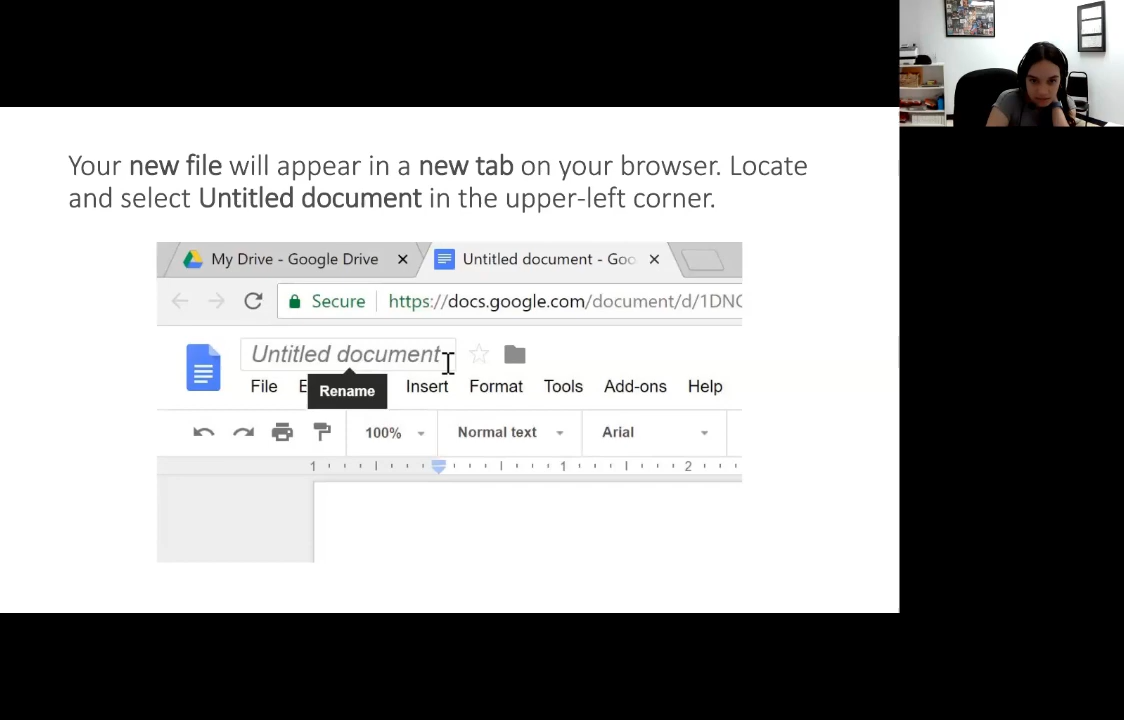 Your new file will appear in a new tab on your browser. Locate
and select Untitled document in the upper-left corner.
My Drive - Google Drive
Untitled document - Goo
Secure https://docs.google.com/document/d/1DN
Untitled document
File E Insert Format Tools Add-ons Help
Rename
100% Normal text Arial
1 1 2